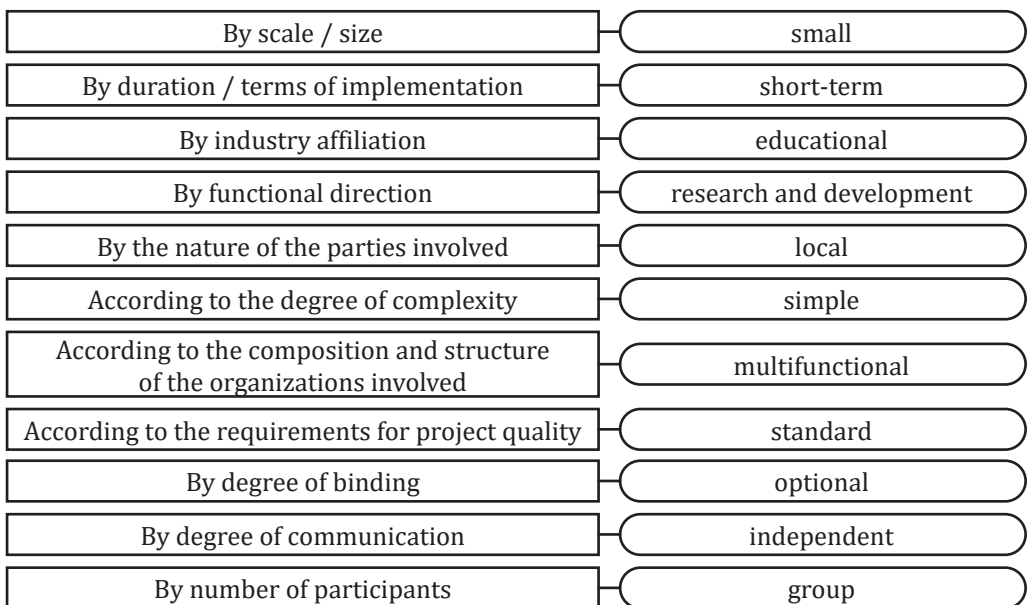 By scale / size
small
By duration / terms of implementation
short-term
By industry affiliation
educational
By functional direction
research and development
By the nature of the parties involved
local
According to the degree of complexity
simple
According to the composition and structure
of the organizations involved
multifunctional
According to the requirements for project quality
standard
By degree of binding
optional
By degree of communication
independent
By number of participants
group